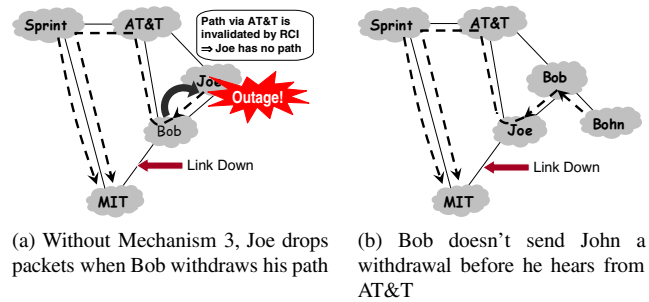 Sprint
AT&T
Path via AT&T is
invalidated by RCI
⇒ Joe has no path
Joe
Outage!
Bob
Link Down
MIT
(a) Without Mechanism 3, Joe drops
packets when Bob withdraws his path
Sprint
AT&T
Bob
Joe
Bohn
Link Down
MIT
(b) Bob doesn't send John a
withdrawal before he hears from
AT&T